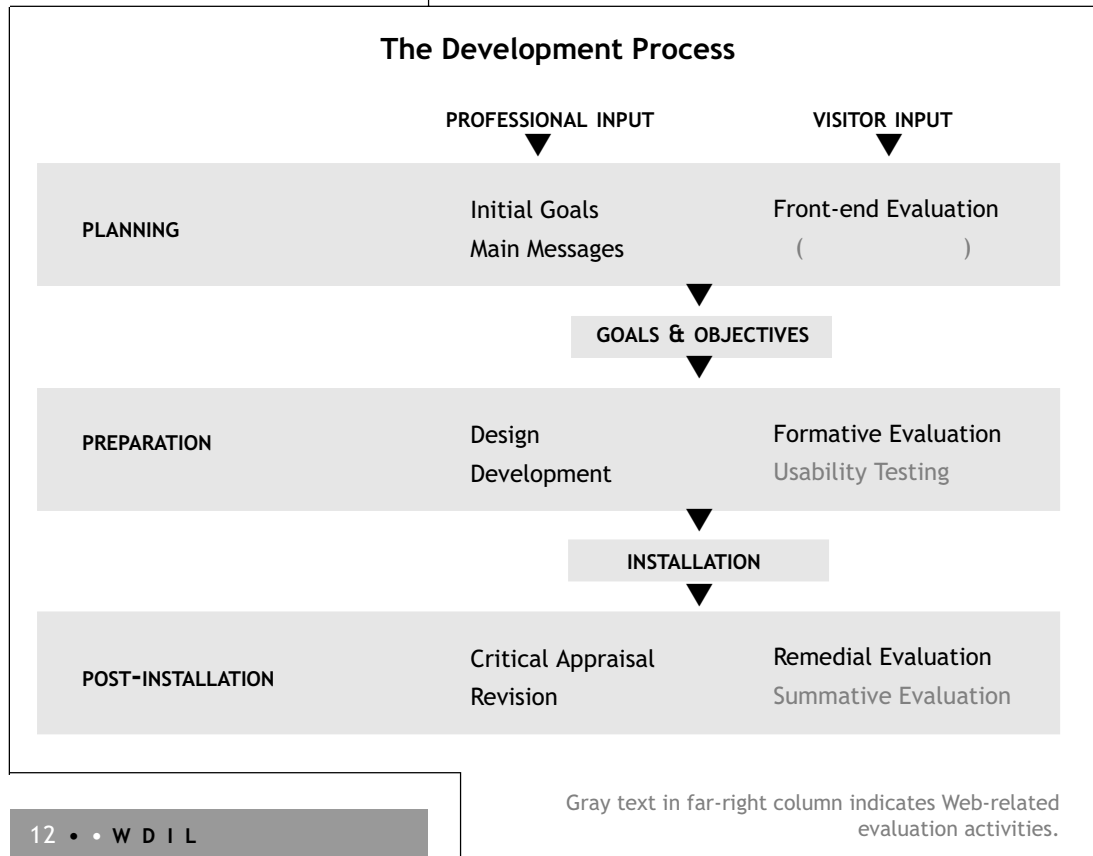 The Development Process
PROFESSIONAL INPUT VISITOR INPUT
PLANNING
Initial Goals Front-end Evaluation
Main Messages ( )
GOALS & OBJECTIVES
PREPARATION
Design Formative Evaluation
Development Usability Testing
INSTALLATION
POST-INSTALLATION
Critical Appraisal Remedial Evaluation
Revision Summative Evaluation
Gray text in far-right column indicates Web-related
evaluation activities.
12 • • W D I L